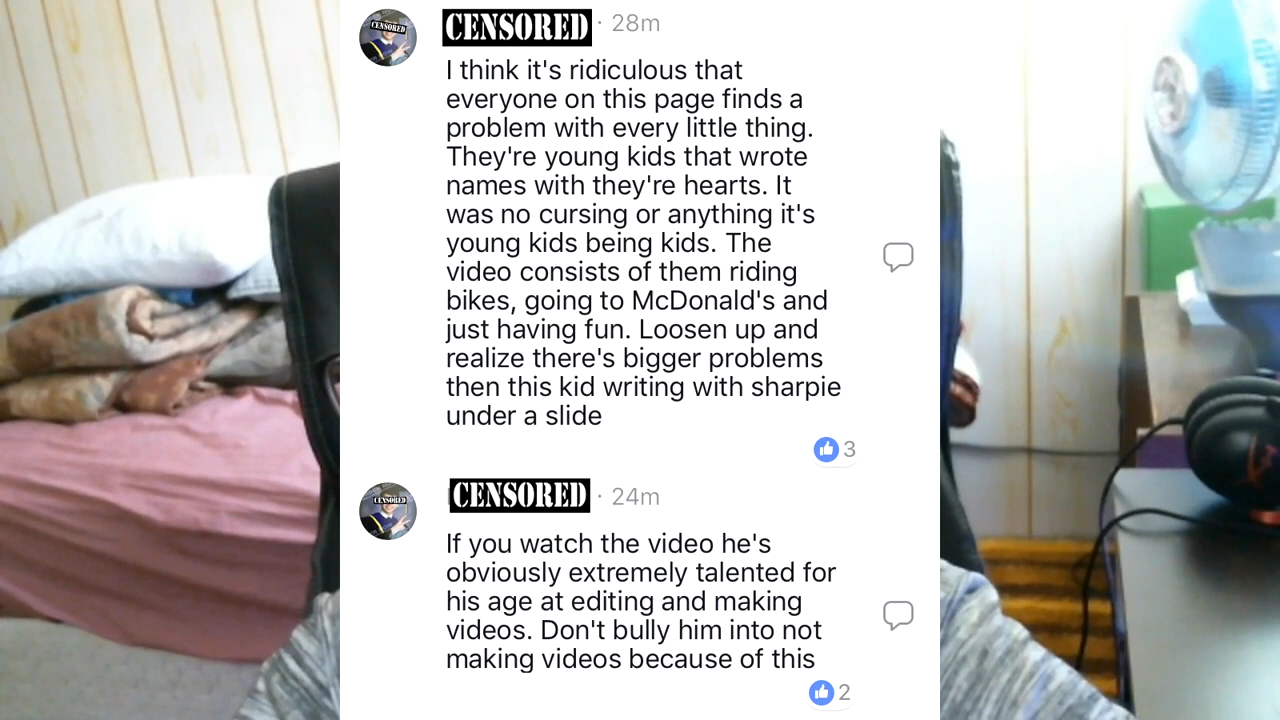 CENSORED
CENSORED · 28m
I think it's ridiculous that
everyone on this page finds a
problem with every little thing.
They're young kids that wrote
names with they're hearts. It
was no cursing or anything it's
young kids being kids. The
video consists of them riding
bikes, going to McDonald's and
just having fun. Loosen up and
realize there's bigger problems
then this kid writing with sharpie
under a slide
3
CENSORED
CENSORED · 24m
If you watch the video he's
obviously extremely talented for
his age at editing and making
videos. Don't bully him into not
making videos because of this
2